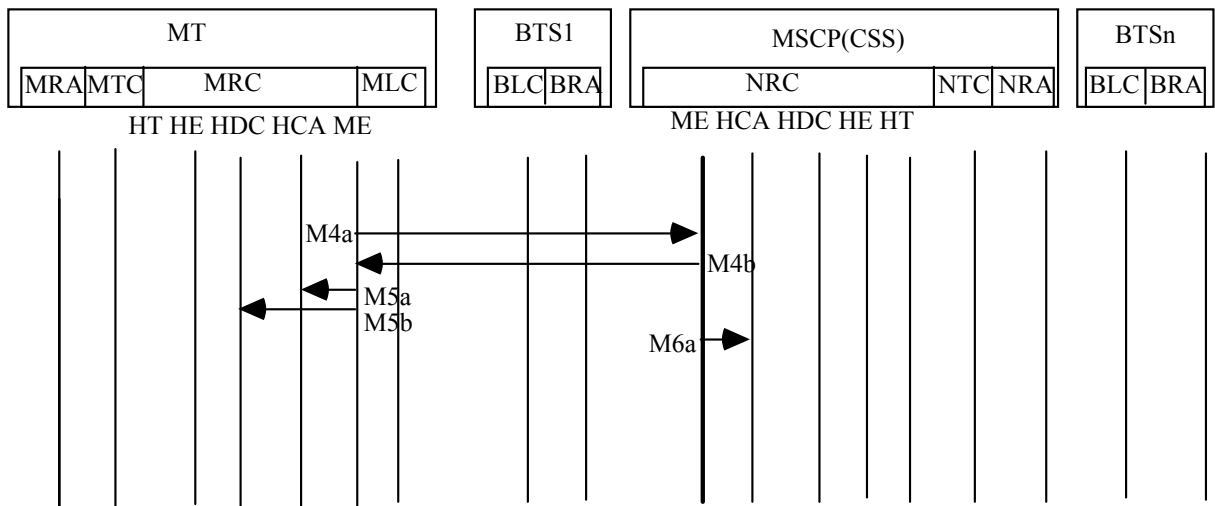 MT BTS1 MSCP(CSS) BTSn
MRA MTC MRC MLC BLC BRA NRC NTC NRA BLC BRA
HT HE HDC HCA ME ME HCA HDC HE HT
M4a
M4b
M5a
M5b
M6a